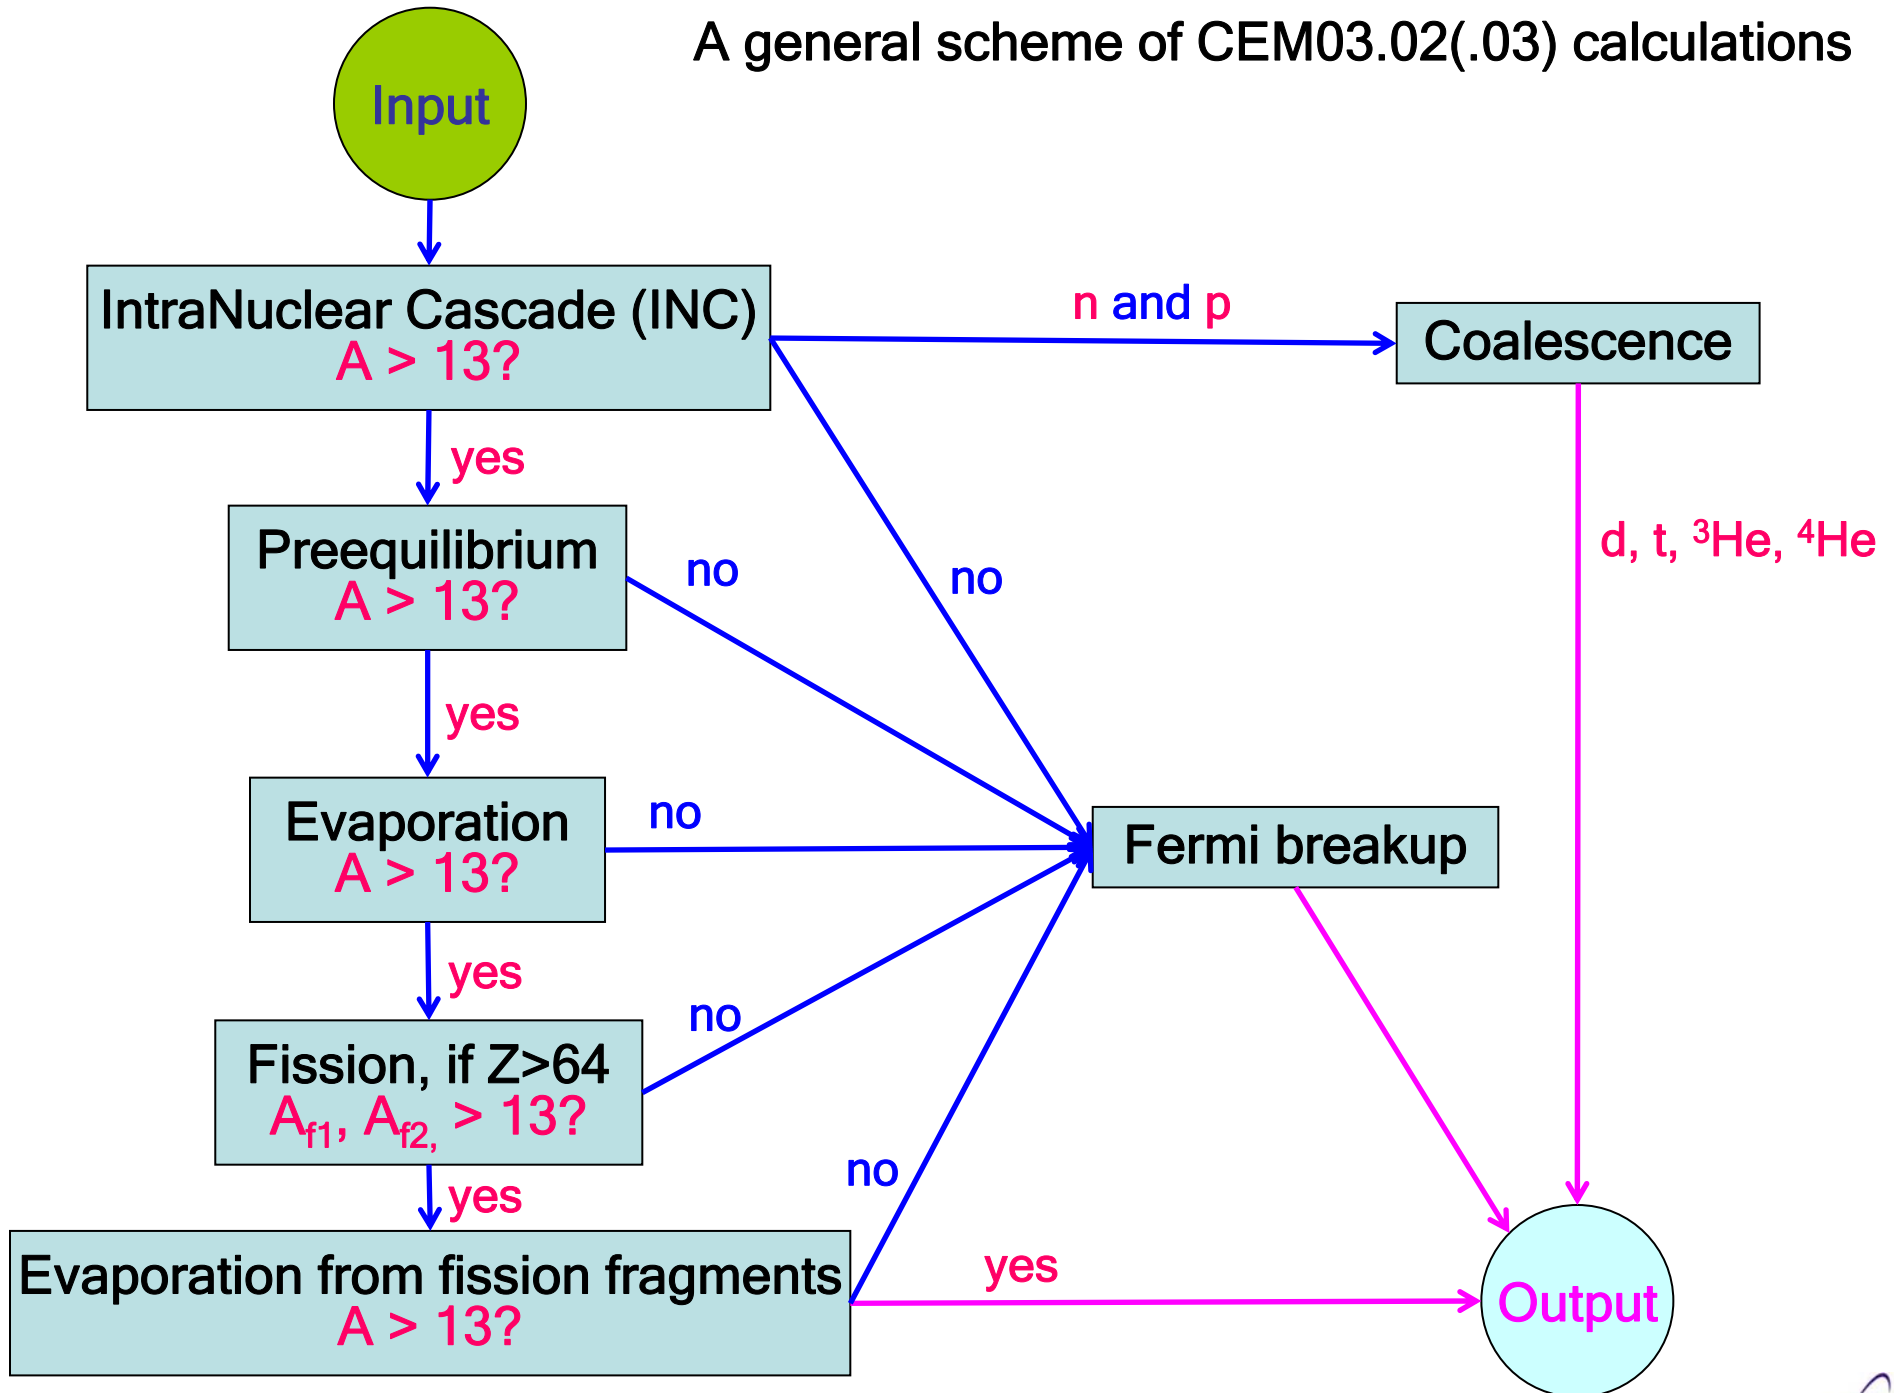 A general scheme of CEM03.02(.03) calculations
Input
IntraNuclear Cascade (INC)
A > 13?
n and p
Coalescence
yes
no
d, t, ³He, ⁴He
Preequilibrium
A > 13?
no
yes
Evaporation
A > 13?
no
Fermi breakup
yes
Fission, if Z>64
A_f1, A_f2, > 13?
no
yes
no
Evaporation from fission fragments
A > 13?
yes
Output